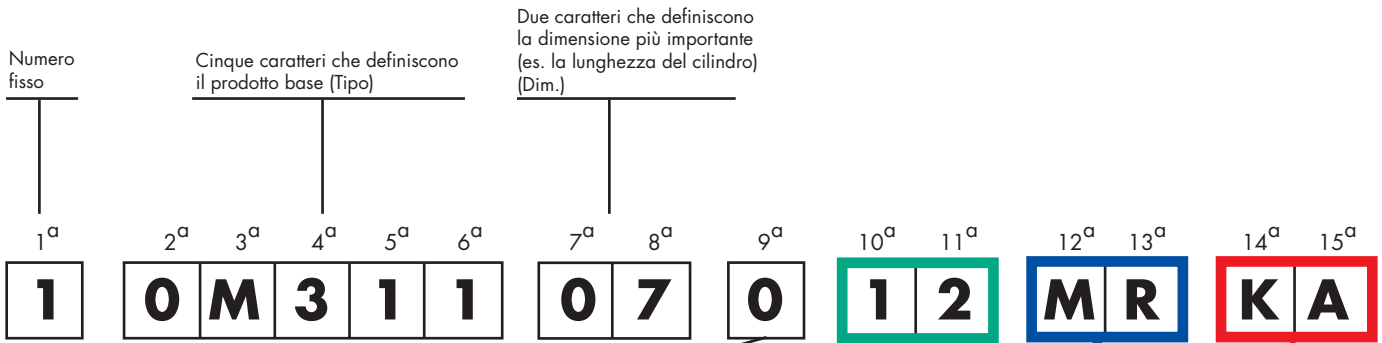 Numero
fisso
Cinque caratteri che definiscono
il prodotto base (Tipo)
Due caratteri che definiscono
la dimensione più importante
(es. la lunghezza del cilindro)
(Dim.)
1ª 2ª 3ª 4ª 5ª 6ª 7ª 8ª 9ª 10ª 11ª 12ª 13ª 14ª 15ª
1 0 M 3 1 1 0 7 0 1 2 M R K A